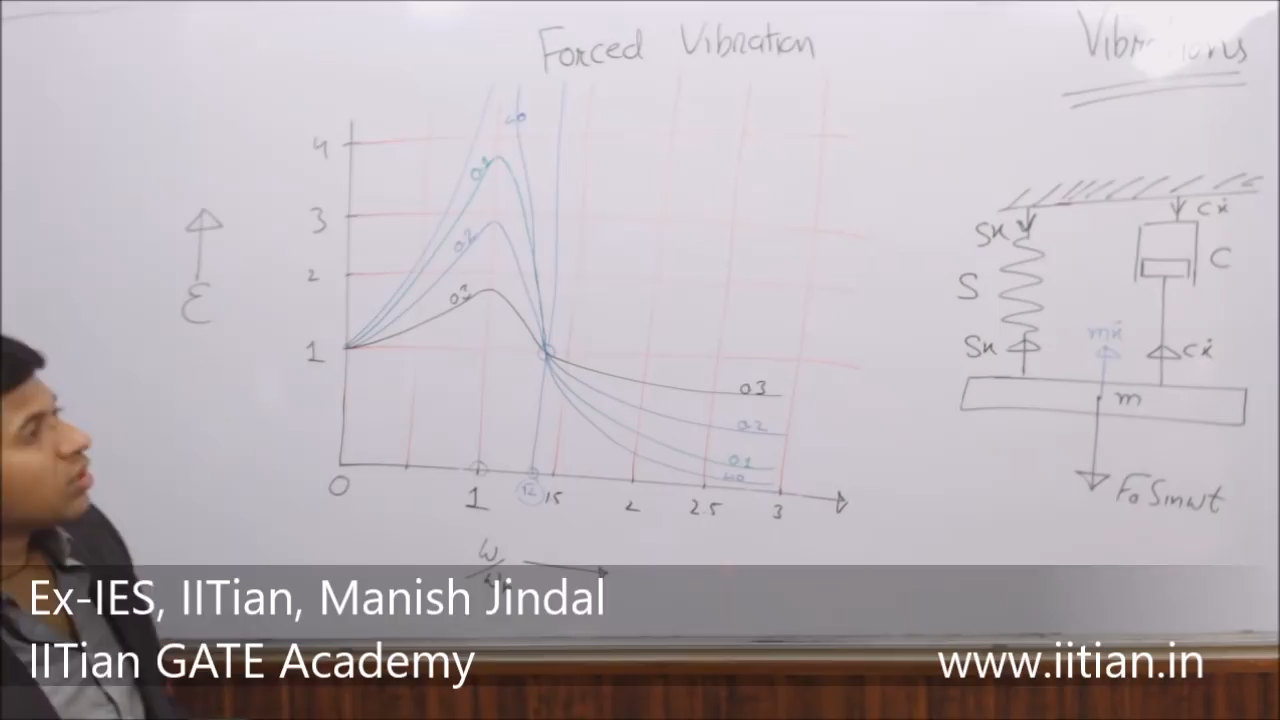 Forced Vibration
4
3
2
1
ε
0.1
0.2
0.3
0.3
0.2
0.1
0
1
√2
1.5
2
2.5
3
ω
Sx
S
Sx
cẋ
C
cẋ
mẍ
m
F₀ Sinωt
Ex-IES, IITian, Manish Jindal
IITian GATE Academy
www.iitian.in